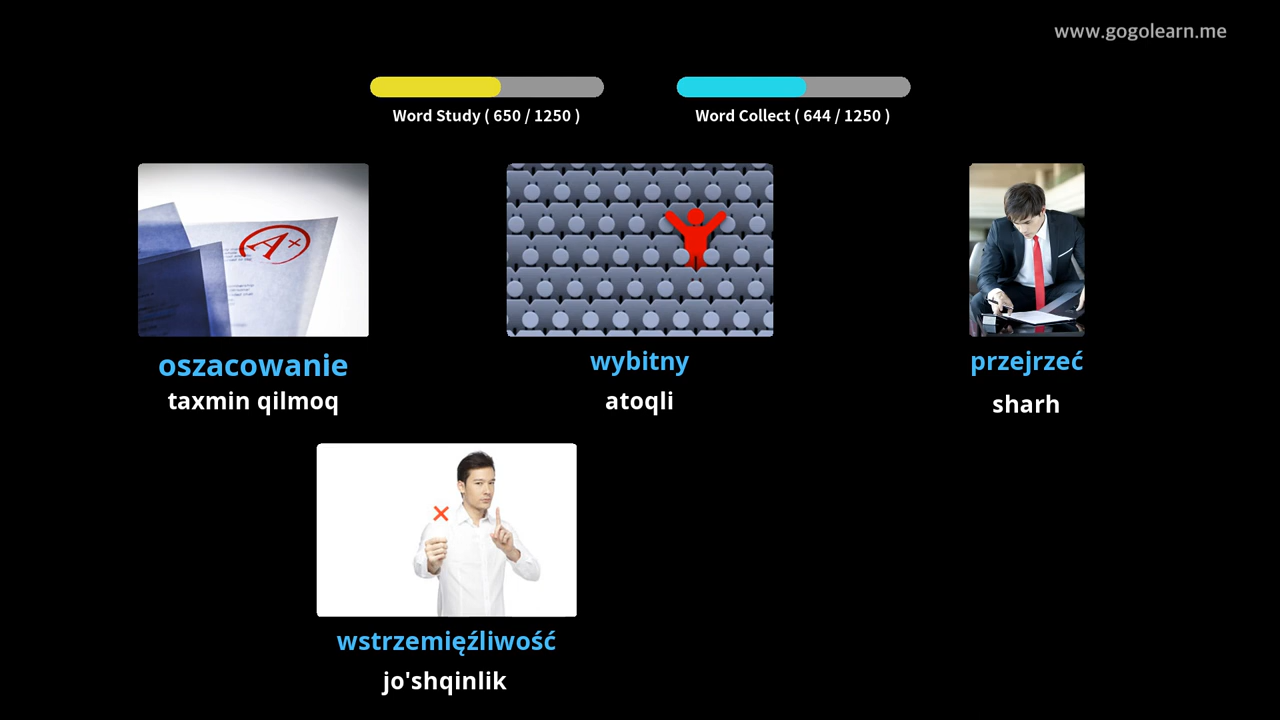 www.gogolearn.me
Word Study ( 650 / 1250 )
Word Collect ( 644 / 1250 )
A+
oszacowanie
taxmin qilmoq
wybitny
atoqli
przejrzeć
sharh
wstrzemięźliwość
jo'shqinlik